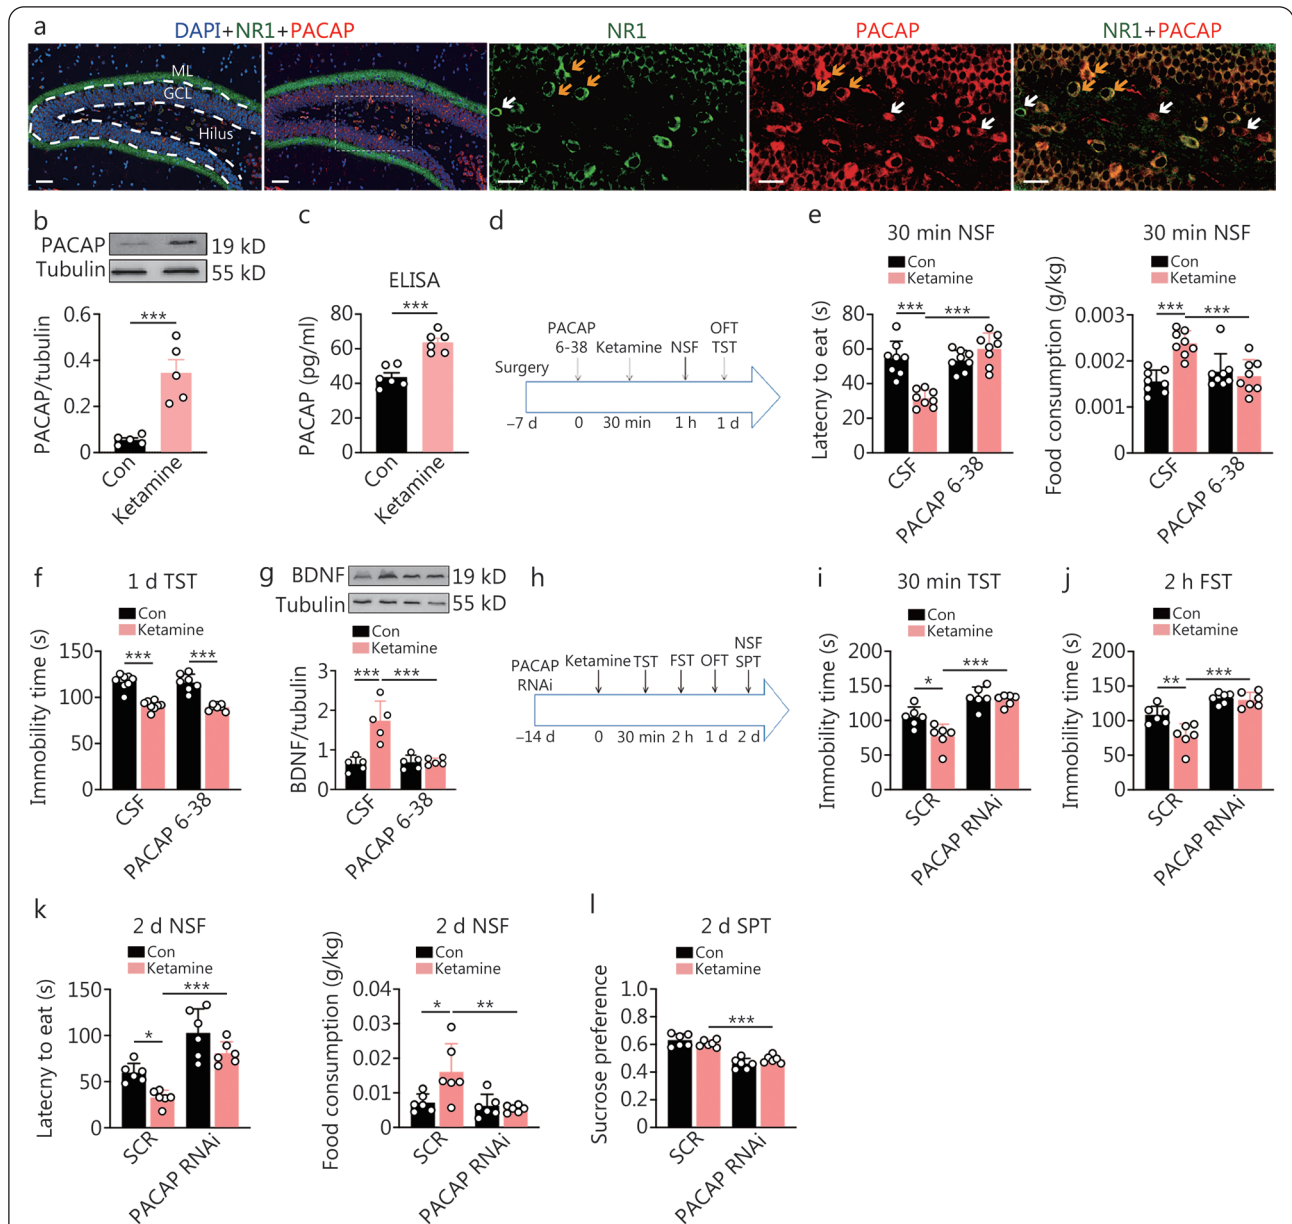 a
DAPI+NR1+PACAP
NR1
PACAP
NR1+PACAP
ML
GCL
Hilus
b
PACAP
19 kD
Tubulin
55 kD
PACAP/tubulin
0.6
0.4
0.2
0
***
Con
Ketamine
c
ELISA
PACAP (pg/ml)
80
60
40
20
0
***
Con
Ketamine
d
Surgery
PACAP
6-38
Ketamine
NSF
OFT
TST
–7 d
0
30 min
1 h
1 d
e
30 min NSF
Con
Ketamine
Latecny to eat (s)
80
60
40
20
0
***
***
CSF
PACAP 6-38
30 min NSF
Con
Ketamine
Food consumption (g/kg)
0.003
0.002
0.001
0
***
***
CSF
PACAP 6-38
f
1 d TST
Con
Ketamine
Immobility time (s)
150
100
50
0
***
***
CSF
PACAP 6-38
g
BDNF
19 kD
Tubulin
55 kD
Con
Ketamine
BDNF/tubulin
3
2
1
0
***
***
CSF
PACAP 6-38
h
PACAP
RNAi
Ketamine
TST
FST
OFT
NSF
SPT
–14 d
0
30 min
2 h
1 d
2 d
i
30 min TST
Con
Ketamine
Immobility time (s)
200
150
100
50
0
*
***
SCR
PACAP RNAi
j
2 h FST
Con
Ketamine
Immobility time (s)
200
150
100
50
0
**
***
SCR
PACAP RNAi
k
2 d NSF
Con
Ketamine
Latecny to eat (s)
150
100
50
0
*
***
SCR
PACAP RNAi
2 d NSF
Con
Ketamine
Food consumption (g/kg)
0.04
0.03
0.02
0.01
0
*
**
SCR
PACAP RNAi
l
2 d SPT
Con
Ketamine
Sucrose preference
1.0
0.8
0.6
0.4
0.2
0
***
SCR
PACAP RNAi